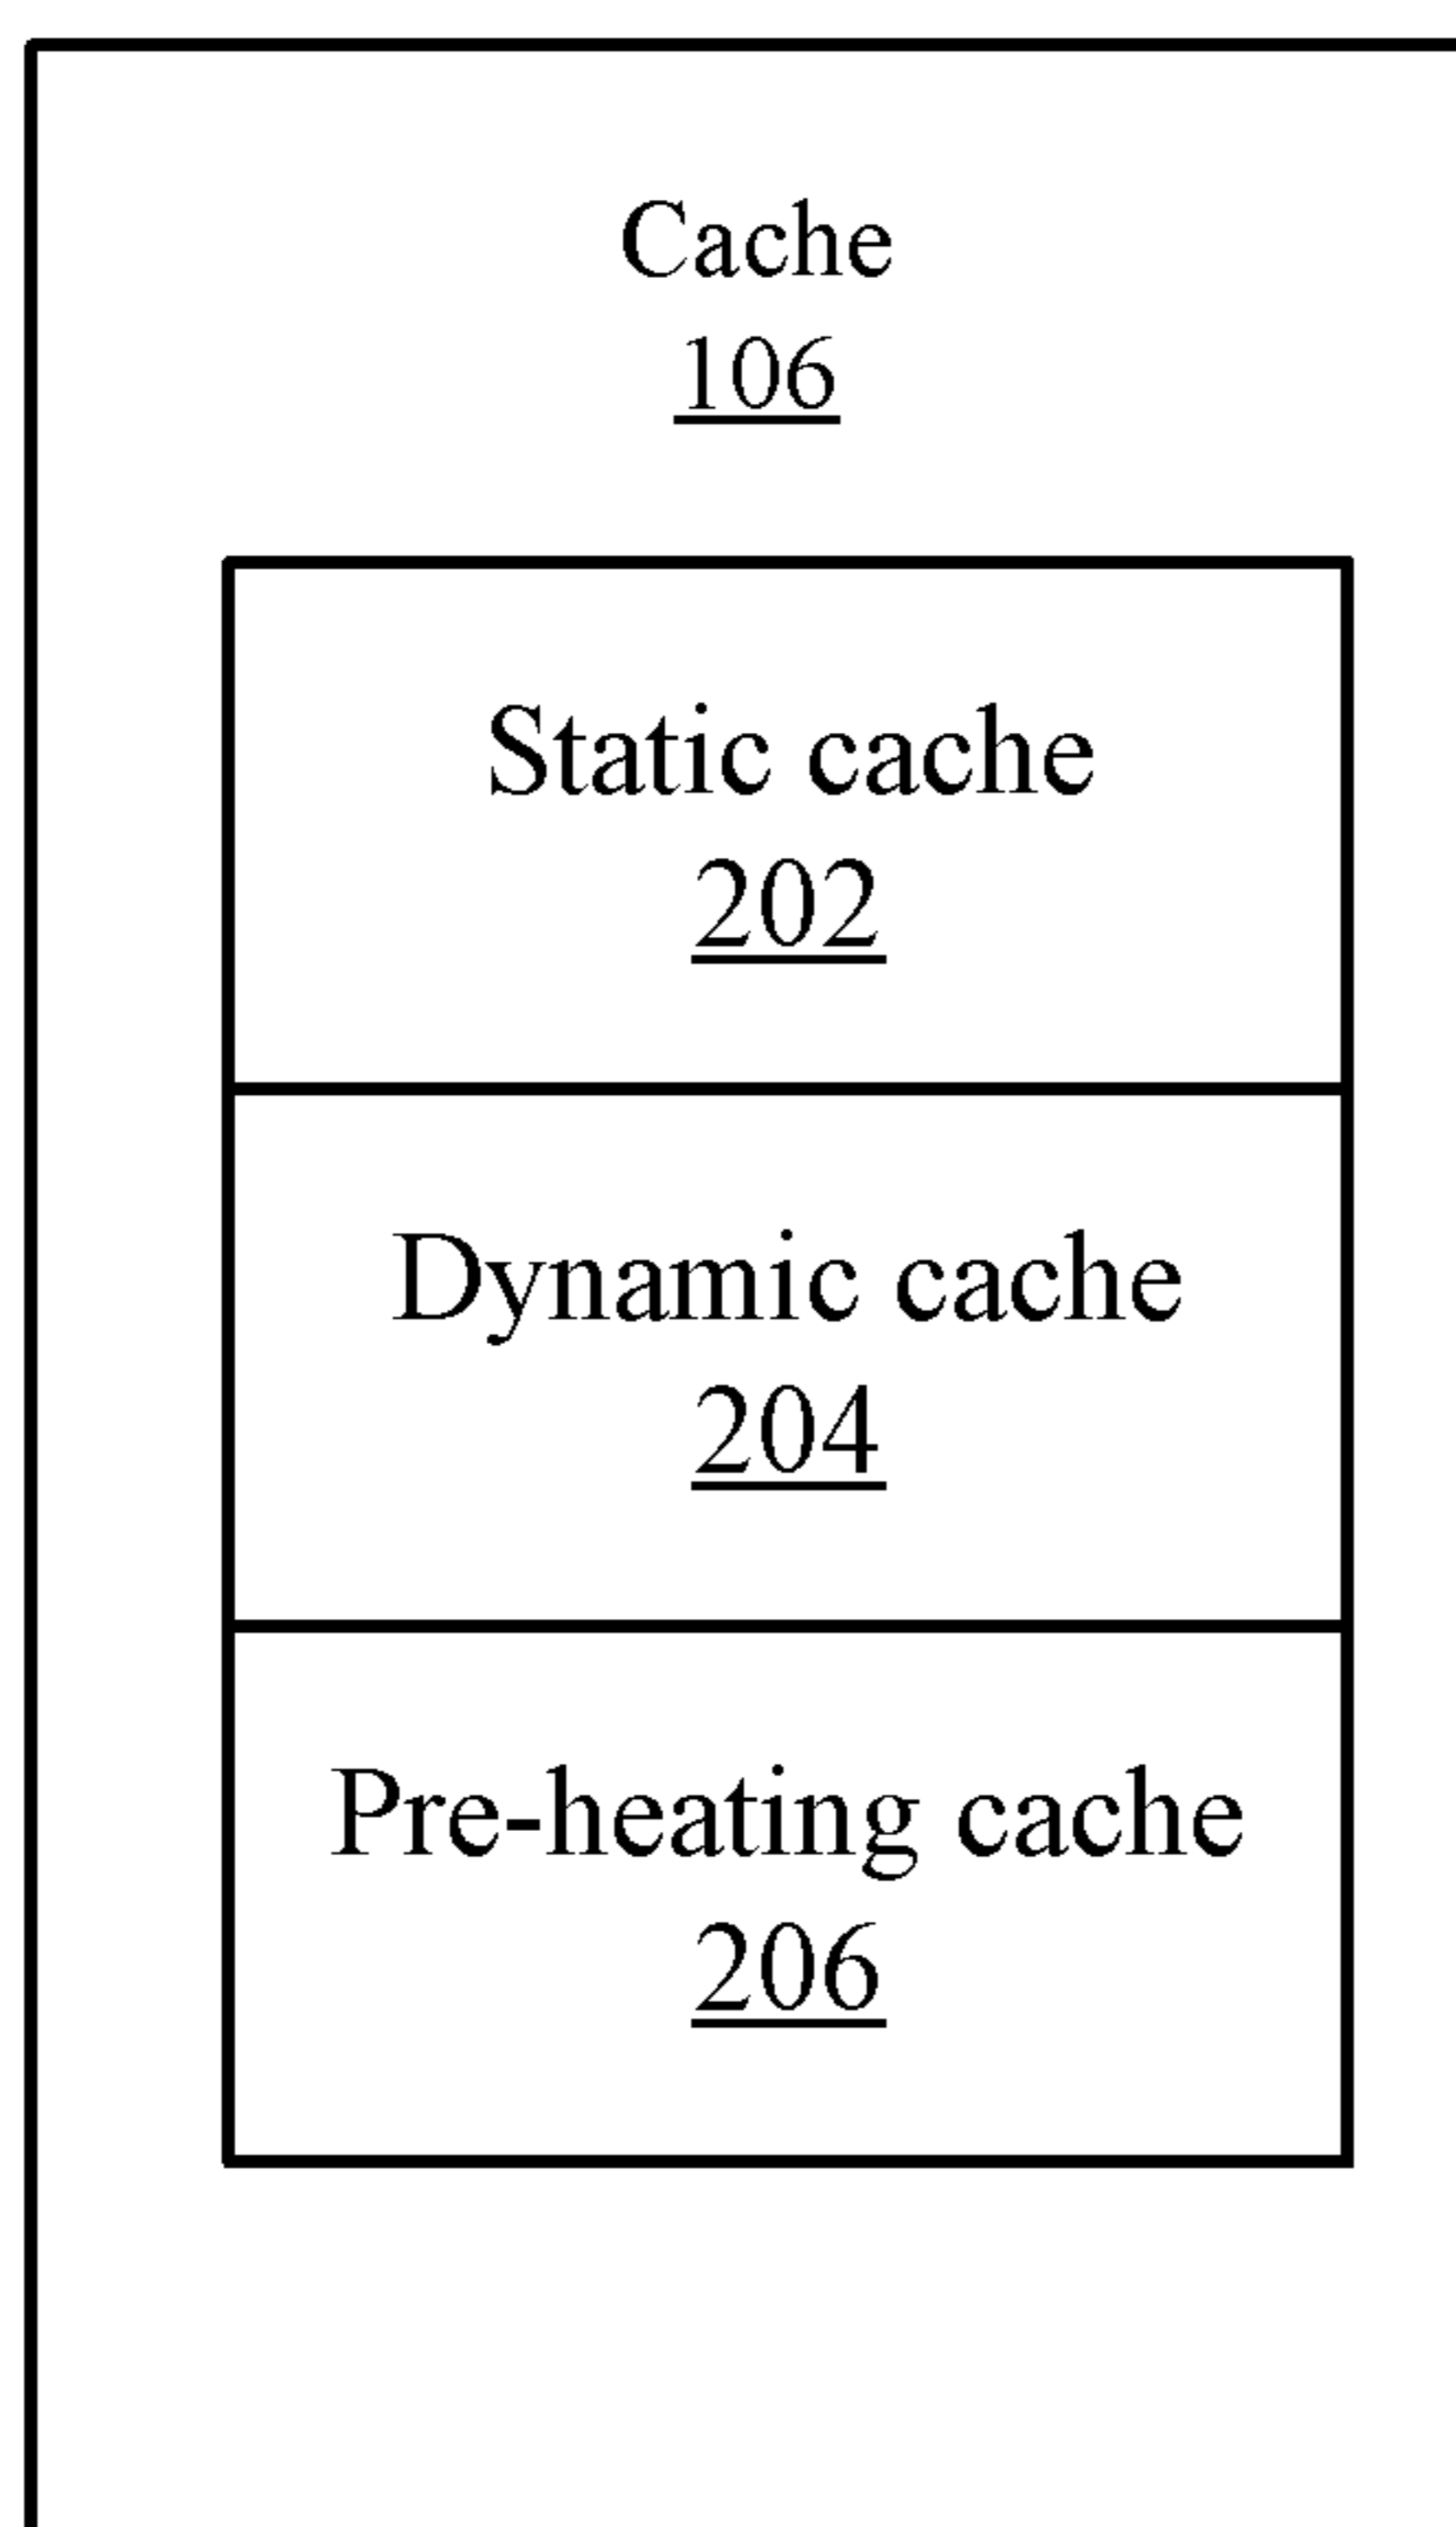 Cache
106
Static cache
202
Dynamic cache
204
Pre-heating cache
206